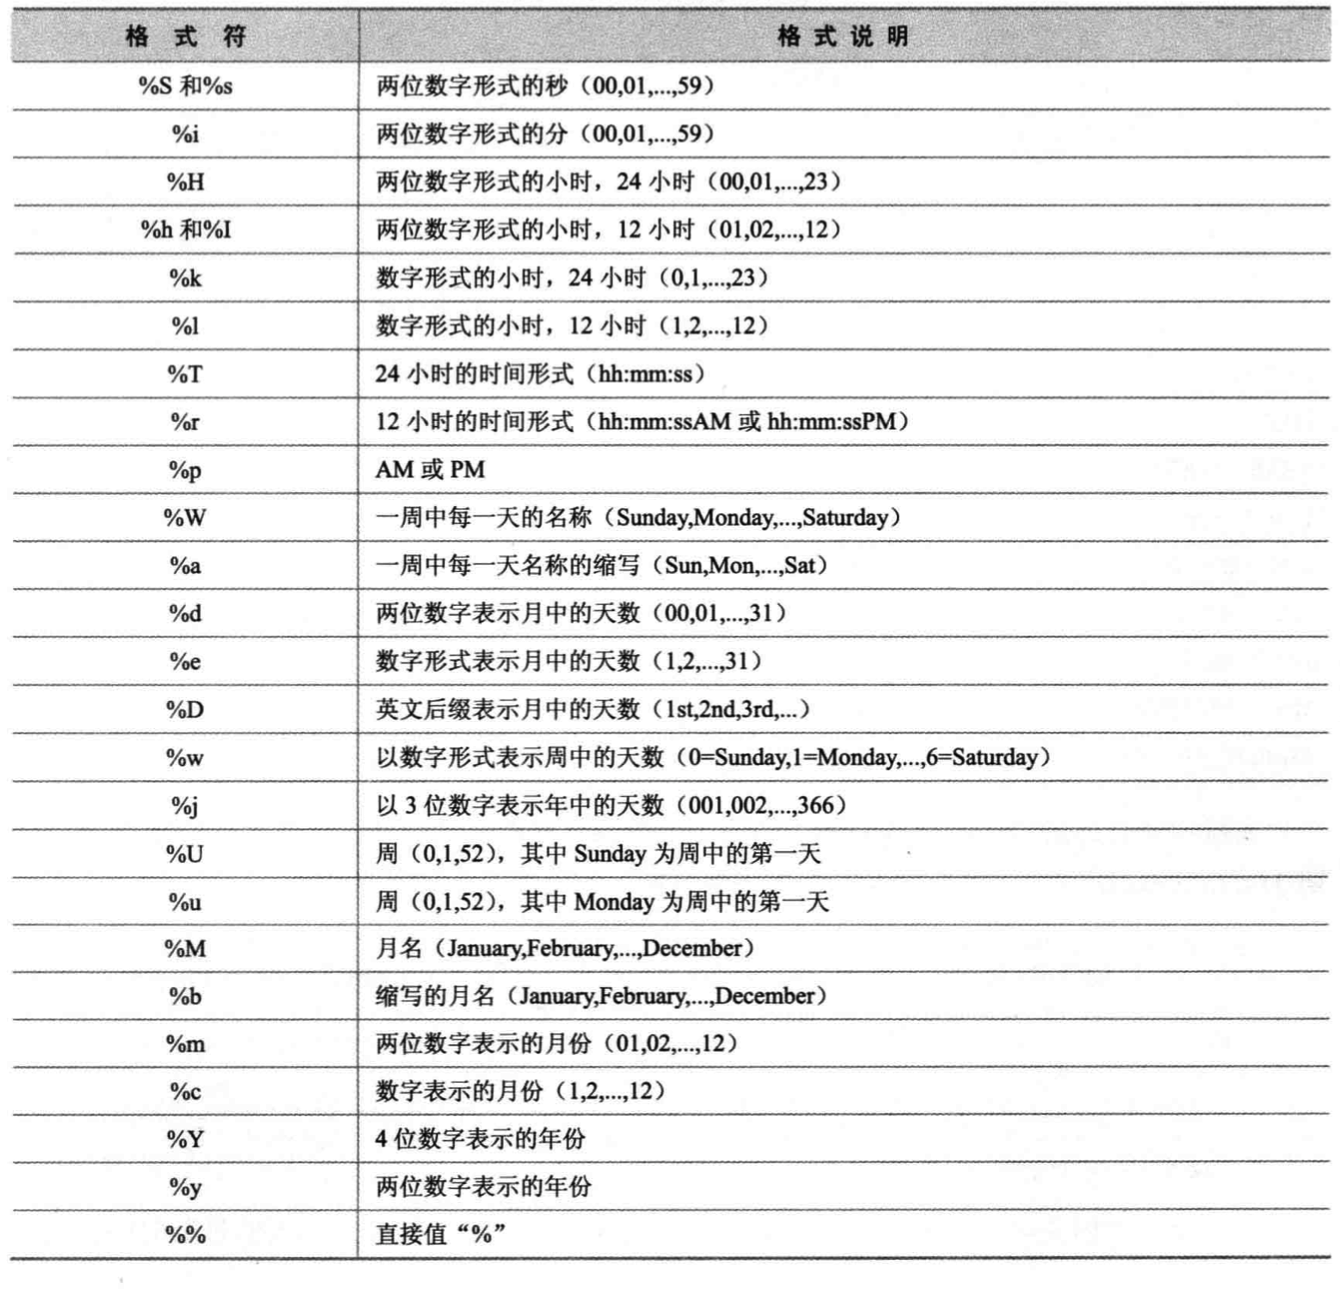 格 式 符 格 式 说 明
%S 和%s 两位数字形式的秒（00,01,...,59）
%i 两位数字形式的分（00,01,...,59）
%H 两位数字形式的小时，24 小时（00,01,...,23）
%h 和%I 两位数字形式的小时，12 小时（01,02,...,12）
%k 数字形式的小时，24 小时（0,1,...,23）
%l 数字形式的小时，12 小时（1,2,...,12）
%T 24 小时的时间形式（hh:mm:ss）
%r 12 小时的时间形式（hh:mm:ssAM 或 hh:mm:ssPM）
%p AM 或 PM
%W 一周中每一天的名称（Sunday,Monday,...,Saturday）
%a 一周中每一天名称的缩写（Sun,Mon,...,Sat）
%d 两位数字表示月中的天数（00,01,...,31）
%e 数字形式表示月中的天数（1,2,...,31）
%D 英文后缀表示月中的天数（1st,2nd,3rd,...）
%w 以数字形式表示周中的天数（0=Sunday,1=Monday,...,6=Saturday）
%j 以 3 位数字表示年中的天数（001,002,...,366）
%U 周（0,1,52），其中 Sunday 为周中的第一天
%u 周（0,1,52），其中 Monday 为周中的第一天
%M 月名（January,February,...,December）
%b 缩写的月名（January,February,...,December）
%m 两位数字表示的月份（01,02,...,12）
%c 数字表示的月份（1,2,...,12）
%Y 4 位数字表示的年份
%y 两位数字表示的年份
%% 直接值“%”